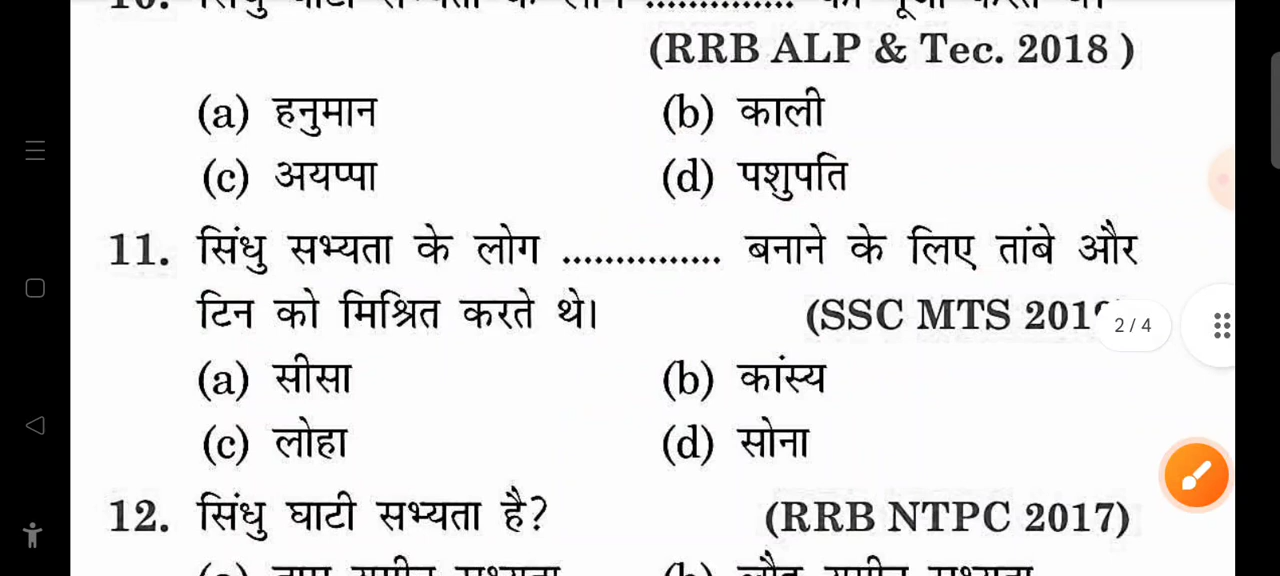 (RRB ALP & Tec. 2018 )
(a) हनुमान (b) काली
(c) अयप्पा (d) पशुपति
11. सिंधु सभ्यता के लोग ............... बनाने के लिए तांबे और
टिन को मिश्रित करते थे। (SSC MTS 201
2 / 4
(a) सीसा (b) कांस्य
(c) लोहा (d) सोना
12. सिंधु घाटी सभ्यता है? (RRB NTPC 2017)